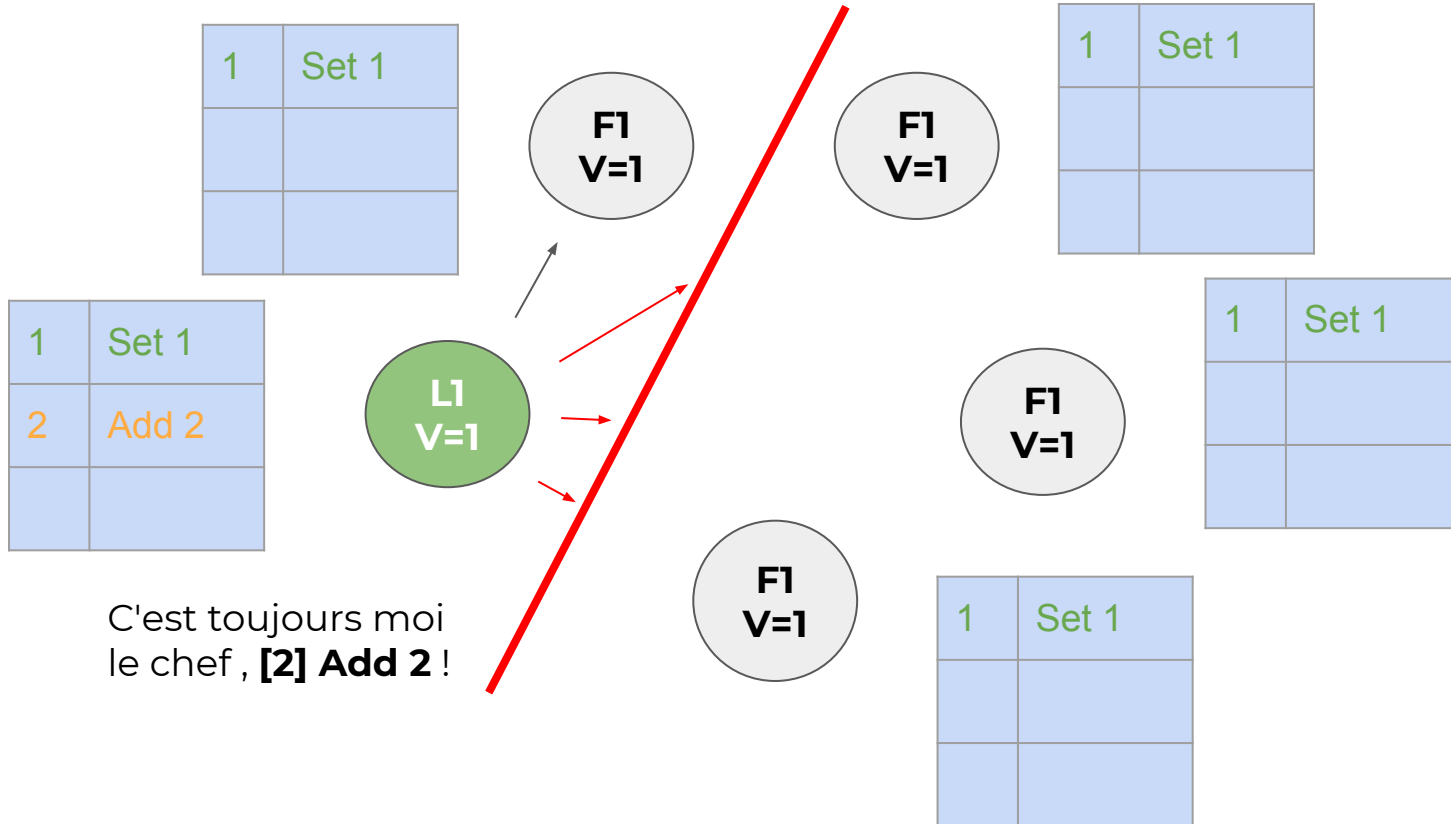 1 Set 1
F1
V=1
F1
V=1
1 Set 1
1 Set 1
2 Add 2
L1
V=1
F1
V=1
1 Set 1
C'est toujours moi
le chef , [2] Add 2 !
F1
V=1
1 Set 1